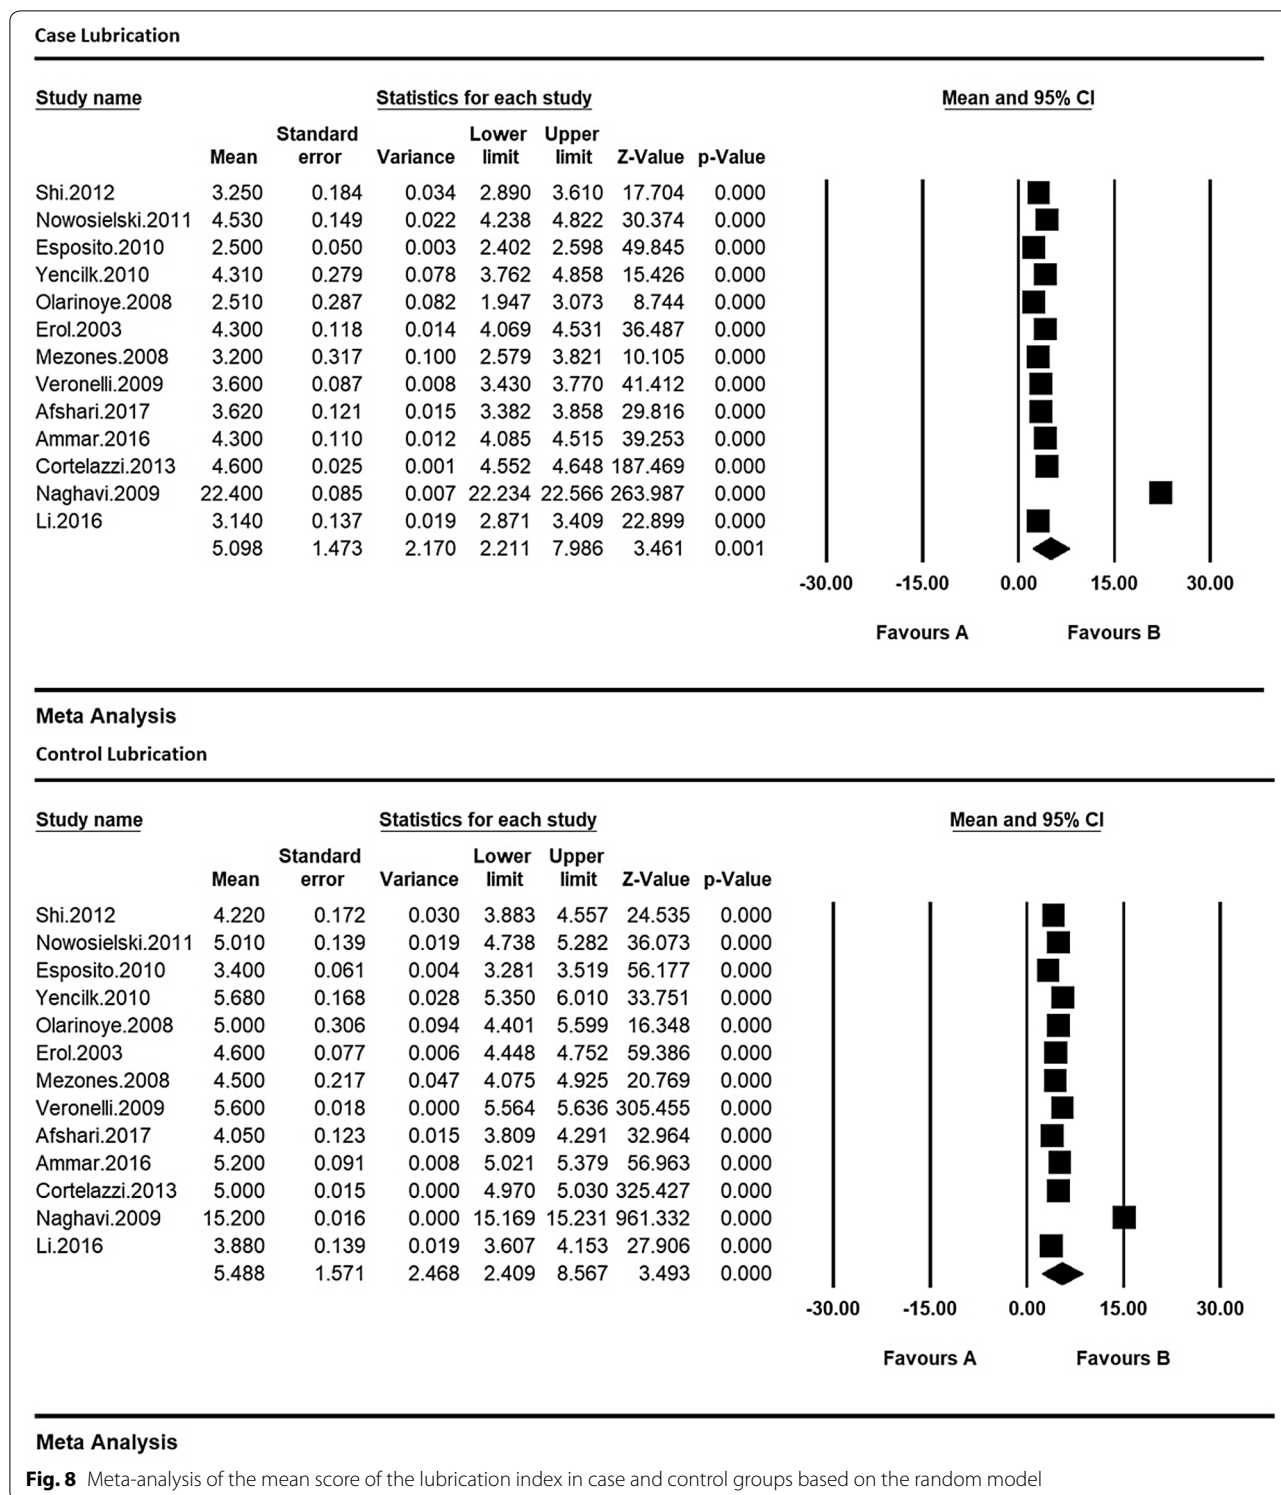 Case Lubrication
Study name Statistics for each study Mean and 95% CI
Standard Lower Upper
Mean error Variance limit limit Z-Value p-Value
Shi.2012 3.250 0.184 0.034 2.890 3.610 17.704 0.000
Nowosielski.2011 4.530 0.149 0.022 4.238 4.822 30.374 0.000
Esposito.2010 2.500 0.050 0.003 2.402 2.598 49.845 0.000
Yencilk.2010 4.310 0.279 0.078 3.762 4.858 15.426 0.000
Olarinoye.2008 2.510 0.287 0.082 1.947 3.073 8.744 0.000
Erol.2003 4.300 0.118 0.014 4.069 4.531 36.487 0.000
Mezones.2008 3.200 0.317 0.100 2.579 3.821 10.105 0.000
Veronelli.2009 3.600 0.087 0.008 3.430 3.770 41.412 0.000
Afshari.2017 3.620 0.121 0.015 3.382 3.858 29.816 0.000
Ammar.2016 4.300 0.110 0.012 4.085 4.515 39.253 0.000
Cortelazzi.2013 4.600 0.025 0.001 4.552 4.648 187.469 0.000
Naghavi.2009 22.400 0.085 0.007 22.234 22.566 263.987 0.000
Li.2016 3.140 0.137 0.019 2.871 3.409 22.899 0.000
5.098 1.473 2.170 2.211 7.986 3.461 0.001
-30.00 -15.00 0.00 15.00 30.00
Favours A Favours B
Meta Analysis
Control Lubrication
Study name Statistics for each study Mean and 95% CI
Standard Lower Upper
Mean error Variance limit limit Z-Value p-Value
Shi.2012 4.220 0.172 0.030 3.883 4.557 24.535 0.000
Nowosielski.2011 5.010 0.139 0.019 4.738 5.282 36.073 0.000
Esposito.2010 3.400 0.061 0.004 3.281 3.519 56.177 0.000
Yencilk.2010 5.680 0.168 0.028 5.350 6.010 33.751 0.000
Olarinoye.2008 5.000 0.306 0.094 4.401 5.599 16.348 0.000
Erol.2003 4.600 0.077 0.006 4.448 4.752 59.386 0.000
Mezones.2008 4.500 0.217 0.047 4.075 4.925 20.769 0.000
Veronelli.2009 5.600 0.018 0.000 5.564 5.636 305.455 0.000
Afshari.2017 4.050 0.123 0.015 3.809 4.291 32.964 0.000
Ammar.2016 5.200 0.091 0.008 5.021 5.379 56.963 0.000
Cortelazzi.2013 5.000 0.015 0.000 4.970 5.030 325.427 0.000
Naghavi.2009 15.200 0.016 0.000 15.169 15.231 961.332 0.000
Li.2016 3.880 0.139 0.019 3.607 4.153 27.906 0.000
5.488 1.571 2.468 2.409 8.567 3.493 0.000
-30.00 -15.00 0.00 15.00 30.00
Favours A Favours B
Meta Analysis
Fig. 8 Meta-analysis of the mean score of the lubrication index in case and control groups based on the random model